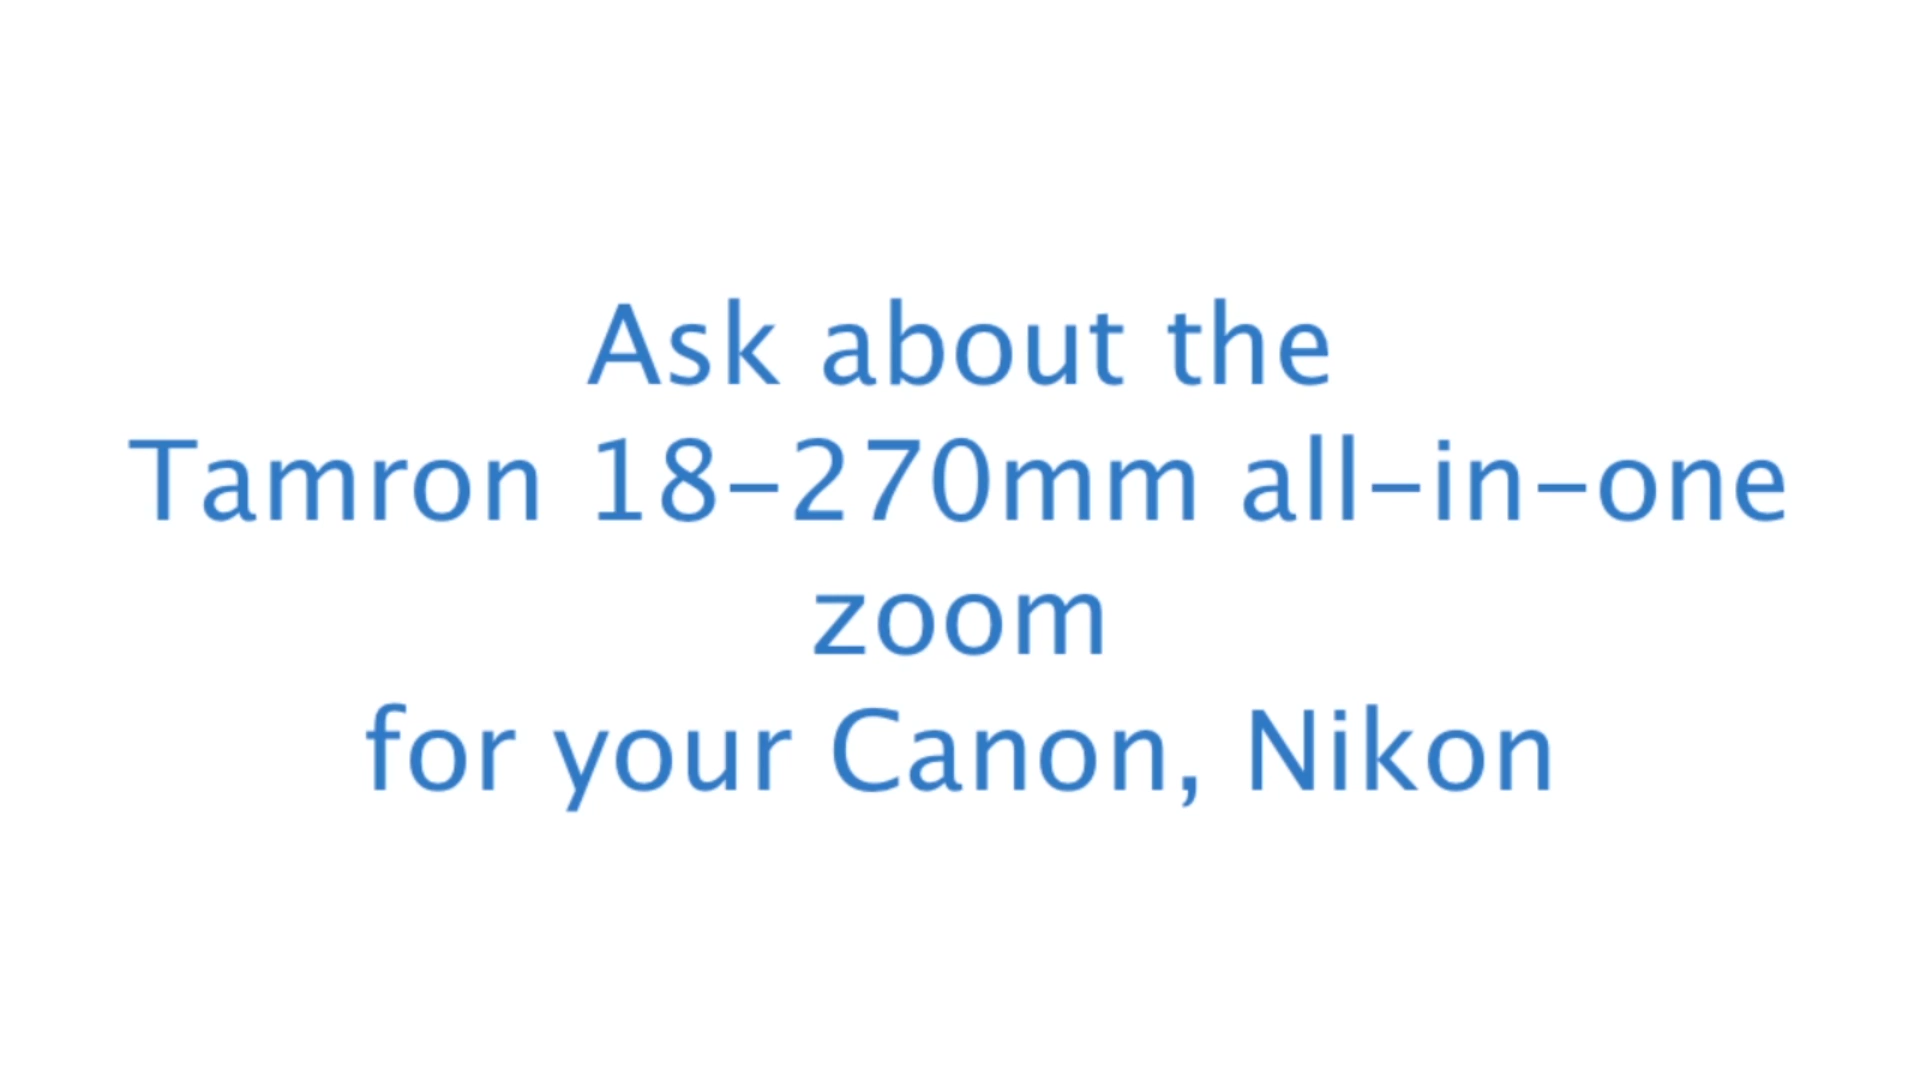 Ask about the
Tamron 18-270mm all-in-one
zoom
for your Canon, Nikon